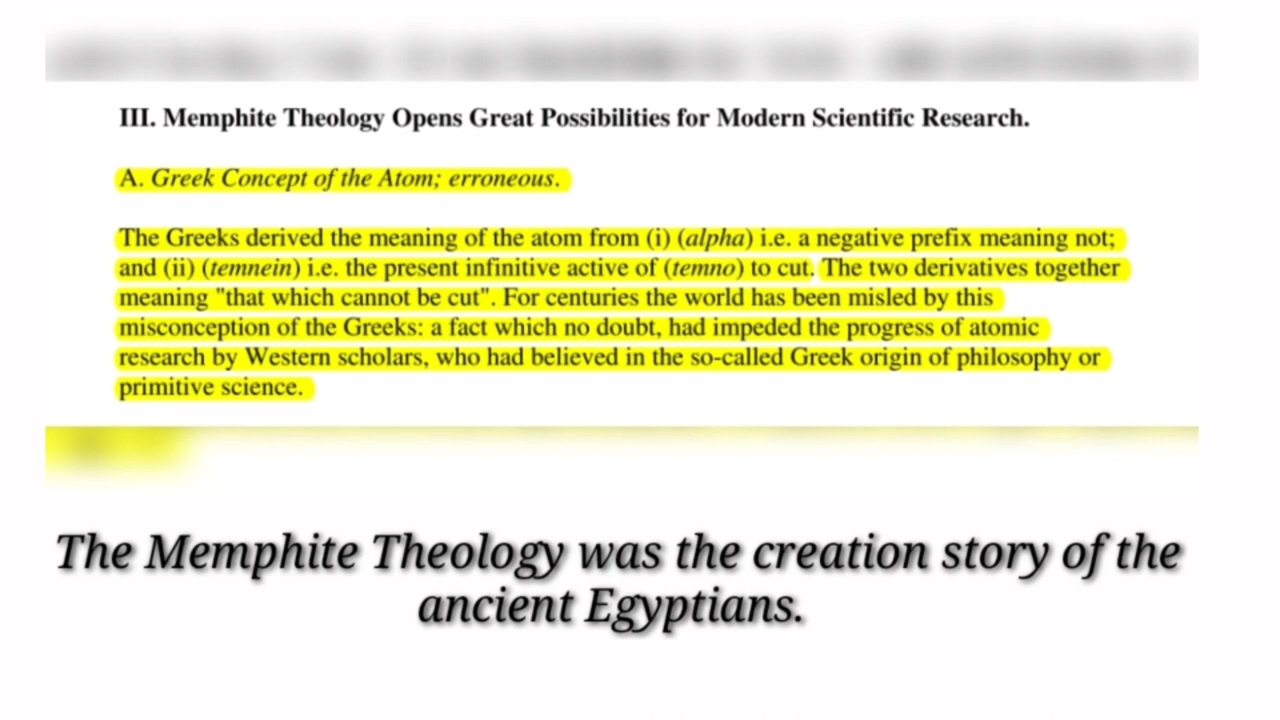 III. Memphite Theology Opens Great Possibilities for Modern Scientific Research.
A. Greek Concept of the Atom; erroneous.
The Greeks derived the meaning of the atom from (i) (alpha) i.e. a negative prefix meaning not;
and (ii) (temnein) i.e. the present infinitive active of (temno) to cut. The two derivatives together
meaning "that which cannot be cut". For centuries the world has been misled by this
misconception of the Greeks: a fact which no doubt, had impeded the progress of atomic
research by Western scholars, who had believed in the so-called Greek origin of philosophy or
primitive science.
The Memphite Theology was the creation story of the
ancient Egyptians.